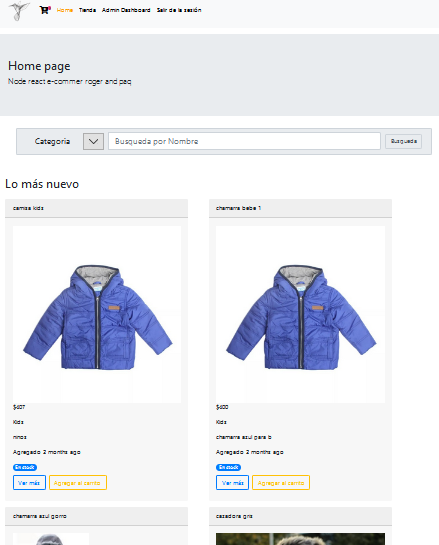 Home Tienda Admin Dashboard Salir de la sesión
Home page
Node react e-commer roger and paq
Categoria Busqueda por Nombre Busqueda
Lo más nuevo
camisa kids
$607
Kids
ninos
Agregado 2 months ago
En stock
Ver más Agregar al carrito
chamarra bebe 1
$600
Kids
chamarra azul para b
Agregado 2 months ago
En stock
Ver más Agregar al carrito
chamarra azul gorro
casadora gris